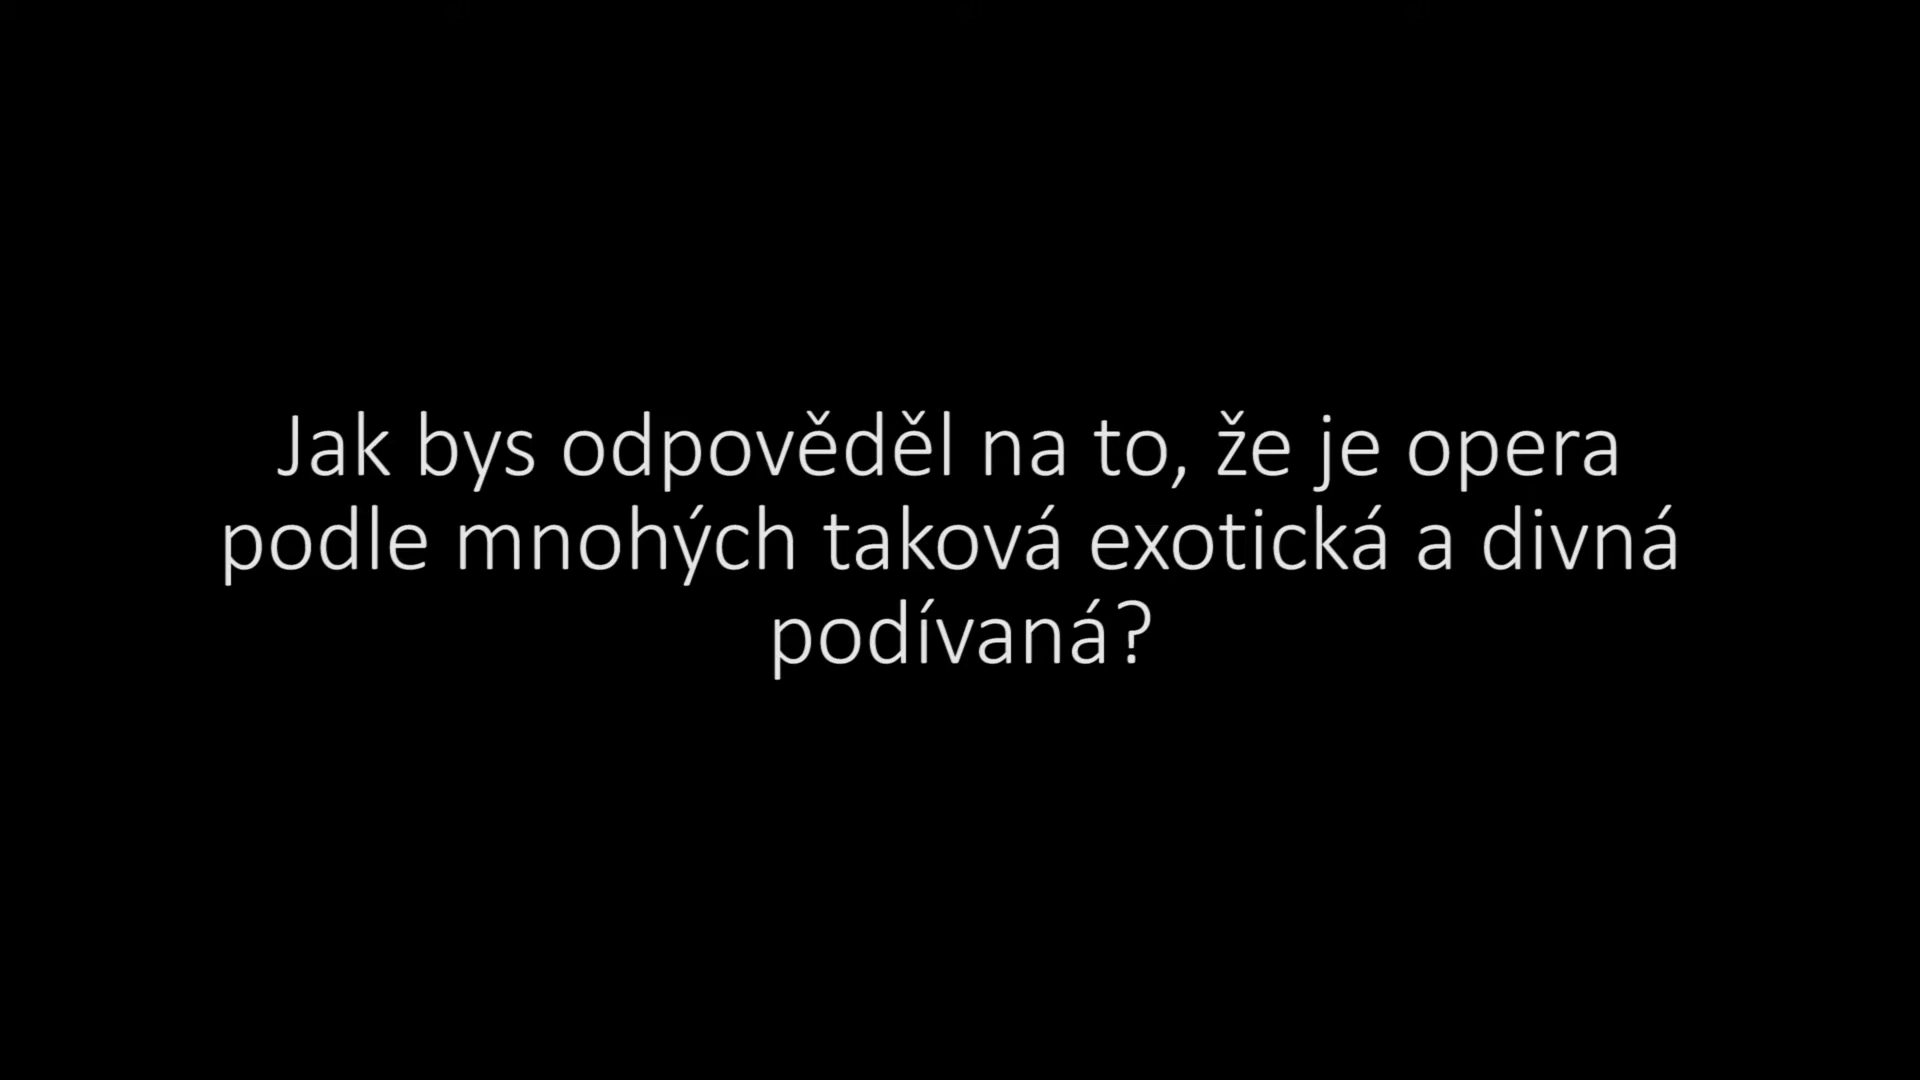 Jak bys odpověděl na to, že je opera
podle mnohých taková exotická a divná
podívaná?